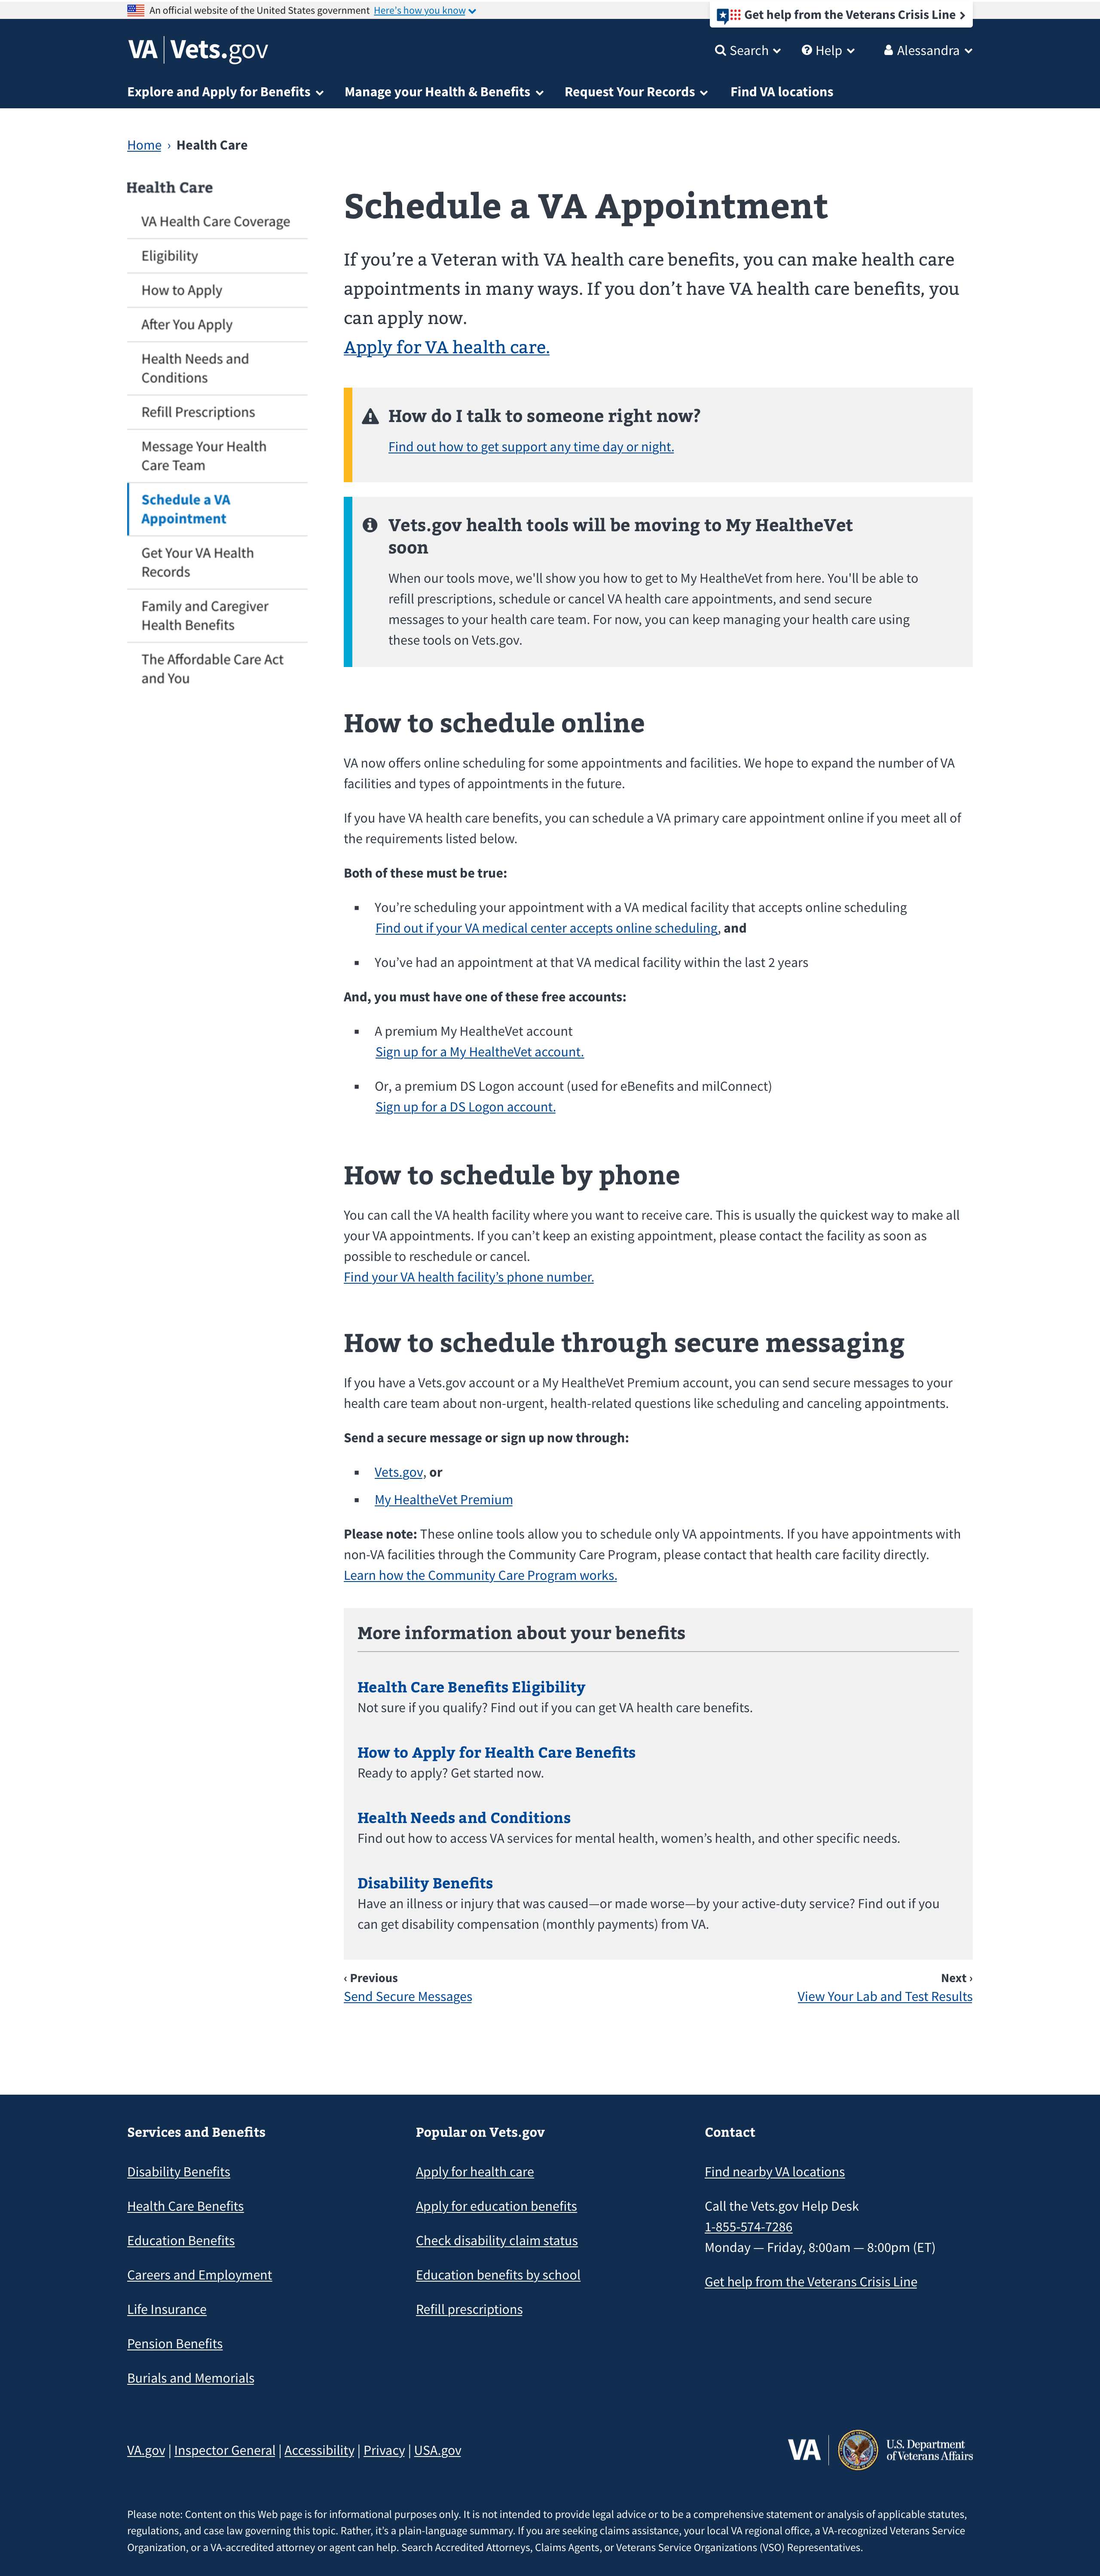 An official website of the United States government Here's how you know
Get help from the Veterans Crisis Line
VA | Vets.gov
Search
Help
Alessandra
Explore and Apply for Benefits
Manage your Health & Benefits
Request Your Records
Find VA locations
Home › Health Care
Health Care
VA Health Care Coverage
Eligibility
How to Apply
After You Apply
Health Needs and
Conditions
Refill Prescriptions
Message Your Health
Care Team
Schedule a VA
Appointment
Get Your VA Health
Records
Family and Caregiver
Health Benefits
The Affordable Care Act
and You
Schedule a VA Appointment
If you’re a Veteran with VA health care benefits, you can make health care
appointments in many ways. If you don’t have VA health care benefits, you
can apply now.
Apply for VA health care.
How do I talk to someone right now?
Find out how to get support any time day or night.
Vets.gov health tools will be moving to My HealtheVet
soon
When our tools move, we'll show you how to get to My HealtheVet from here. You'll be able to
refill prescriptions, schedule or cancel VA health care appointments, and send secure
messages to your health care team. For now, you can keep managing your health care using
these tools on Vets.gov.
How to schedule online
VA now offers online scheduling for some appointments and facilities. We hope to expand the number of VA
facilities and types of appointments in the future.
If you have VA health care benefits, you can schedule a VA primary care appointment online if you meet all of
the requirements listed below.
Both of these must be true:
▪ You’re scheduling your appointment with a VA medical facility that accepts online scheduling
Find out if your VA medical center accepts online scheduling, and
▪ You’ve had an appointment at that VA medical facility within the last 2 years
And, you must have one of these free accounts:
▪ A premium My HealtheVet account
Sign up for a My HealtheVet account.
▪ Or, a premium DS Logon account (used for eBenefits and milConnect)
Sign up for a DS Logon account.
How to schedule by phone
You can call the VA health facility where you want to receive care. This is usually the quickest way to make all
your VA appointments. If you can’t keep an existing appointment, please contact the facility as soon as
possible to reschedule or cancel.
Find your VA health facility’s phone number.
How to schedule through secure messaging
If you have a Vets.gov account or a My HealtheVet Premium account, you can send secure messages to your
health care team about non-urgent, health-related questions like scheduling and canceling appointments.
Send a secure message or sign up now through:
▪ Vets.gov, or
▪ My HealtheVet Premium
Please note: These online tools allow you to schedule only VA appointments. If you have appointments with
non-VA facilities through the Community Care Program, please contact that health care facility directly.
Learn how the Community Care Program works.
More information about your benefits
Health Care Benefits Eligibility
Not sure if you qualify? Find out if you can get VA health care benefits.
How to Apply for Health Care Benefits
Ready to apply? Get started now.
Health Needs and Conditions
Find out how to access VA services for mental health, women’s health, and other specific needs.
Disability Benefits
Have an illness or injury that was caused—or made worse—by your active-duty service? Find out if you
can get disability compensation (monthly payments) from VA.
‹ Previous
Send Secure Messages
Next ›
View Your Lab and Test Results
Services and Benefits
Disability Benefits
Health Care Benefits
Education Benefits
Careers and Employment
Life Insurance
Pension Benefits
Burials and Memorials
Popular on Vets.gov
Apply for health care
Apply for education benefits
Check disability claim status
Education benefits by school
Refill prescriptions
Contact
Find nearby VA locations
Call the Vets.gov Help Desk
1-855-574-7286
Monday — Friday, 8:00am — 8:00pm (ET)
Get help from the Veterans Crisis Line
VA.gov | Inspector General | Accessibility | Privacy | USA.gov
VA
U.S. Department
of Veterans Affairs
Please note: Content on this Web page is for informational purposes only. It is not intended to provide legal advice or to be a comprehensive statement or analysis of applicable statutes,
regulations, and case law governing this topic. Rather, it’s a plain-language summary. If you are seeking claims assistance, your local VA regional office, a VA-recognized Veterans Service
Organization, or a VA-accredited attorney or agent can help. Search Accredited Attorneys, Claims Agents, or Veterans Service Organizations (VSO) Representatives.